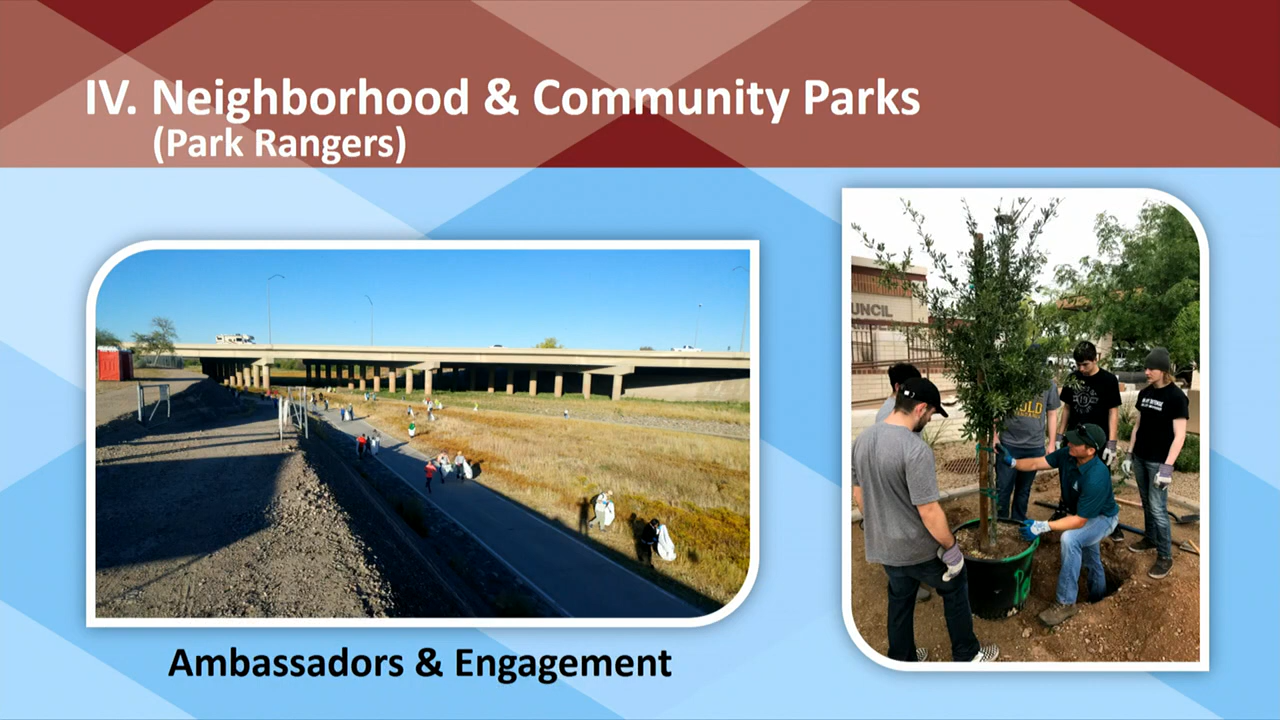 IV. Neighborhood & Community Parks
(Park Rangers)
UNCIL
Ambassadors & Engagement